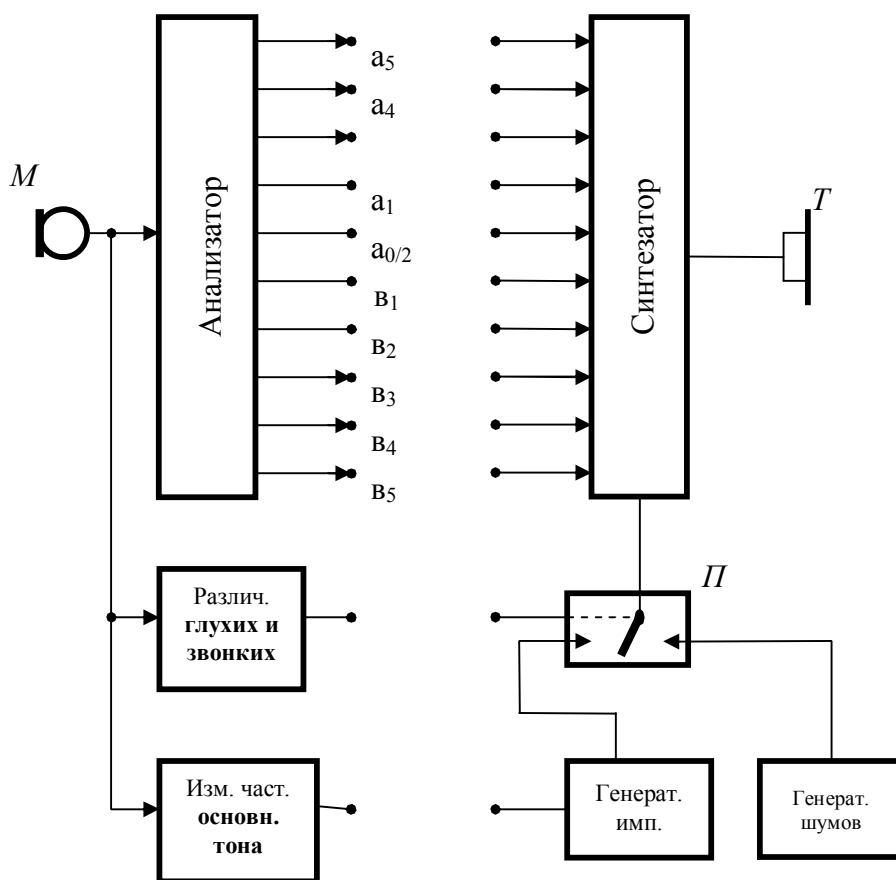 a5
a4
М
a1
Т
a0/2
Анализатор
Синтезатор
в1
в2
в3
в4
в5
П
Различ.
глухих и
звонких
Изм. част.
основн.
тона
Генерат.
имп.
Генерат.
шумов